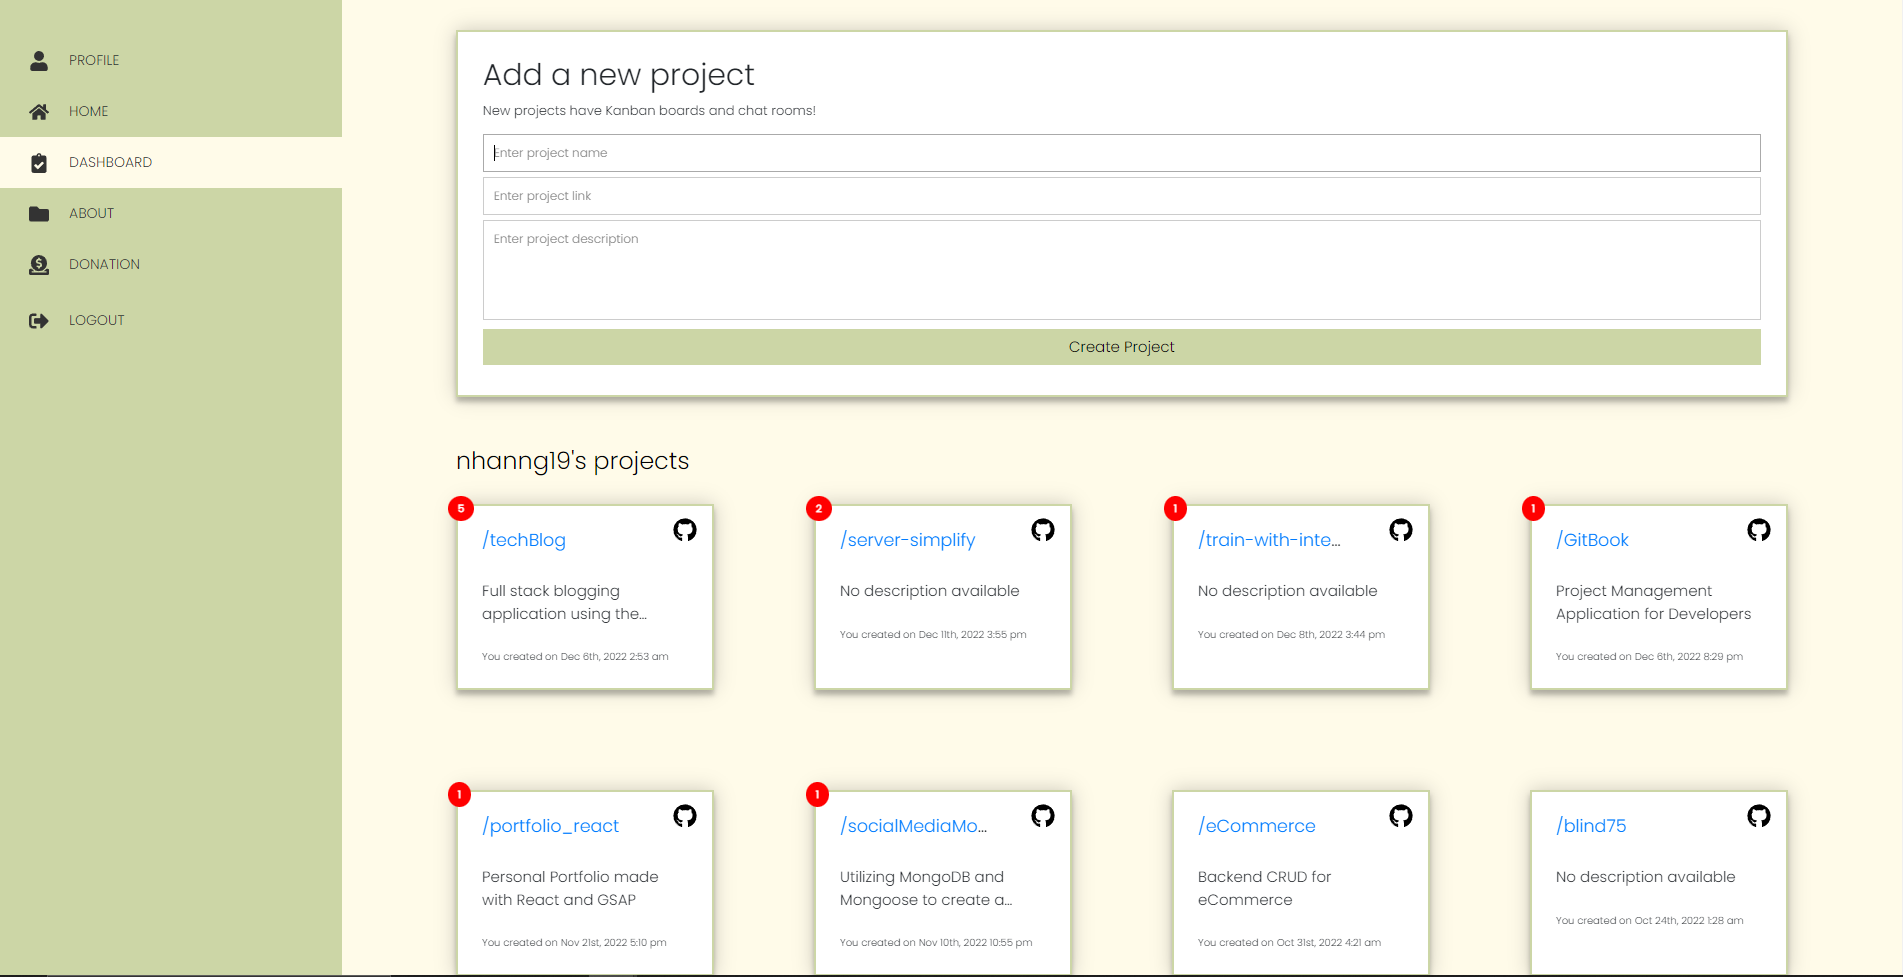 PROFILE
HOME
DASHBOARD
ABOUT
DONATION
LOGOUT
Add a new project
New projects have Kanban boards and chat rooms!
Enter project name
Enter project link
Enter project description
Create Project
nhanng19's projects
5
/techBlog
Full stack blogging
application using the...
You created on Dec 6th, 2022 2:53 am
2
/server-simplify
No description available
You created on Dec 11th, 2022 3:55 pm
1
/train-with-inte...
No description available
You created on Dec 8th, 2022 3:44 pm
1
/GitBook
Project Management
Application for Developers
You created on Dec 6th, 2022 8:29 pm
1
/portfolio_react
Personal Portfolio made
with React and GSAP
You created on Nov 21st, 2022 5:10 pm
1
/socialMediaMo...
Utilizing MongoDB and
Mongoose to create a...
You created on Nov 10th, 2022 10:55 pm
/eCommerce
Backend CRUD for
eCommerce
You created on Oct 31st, 2022 4:21 am
/blind75
No description available
You created on Oct 24th, 2022 1:28 am